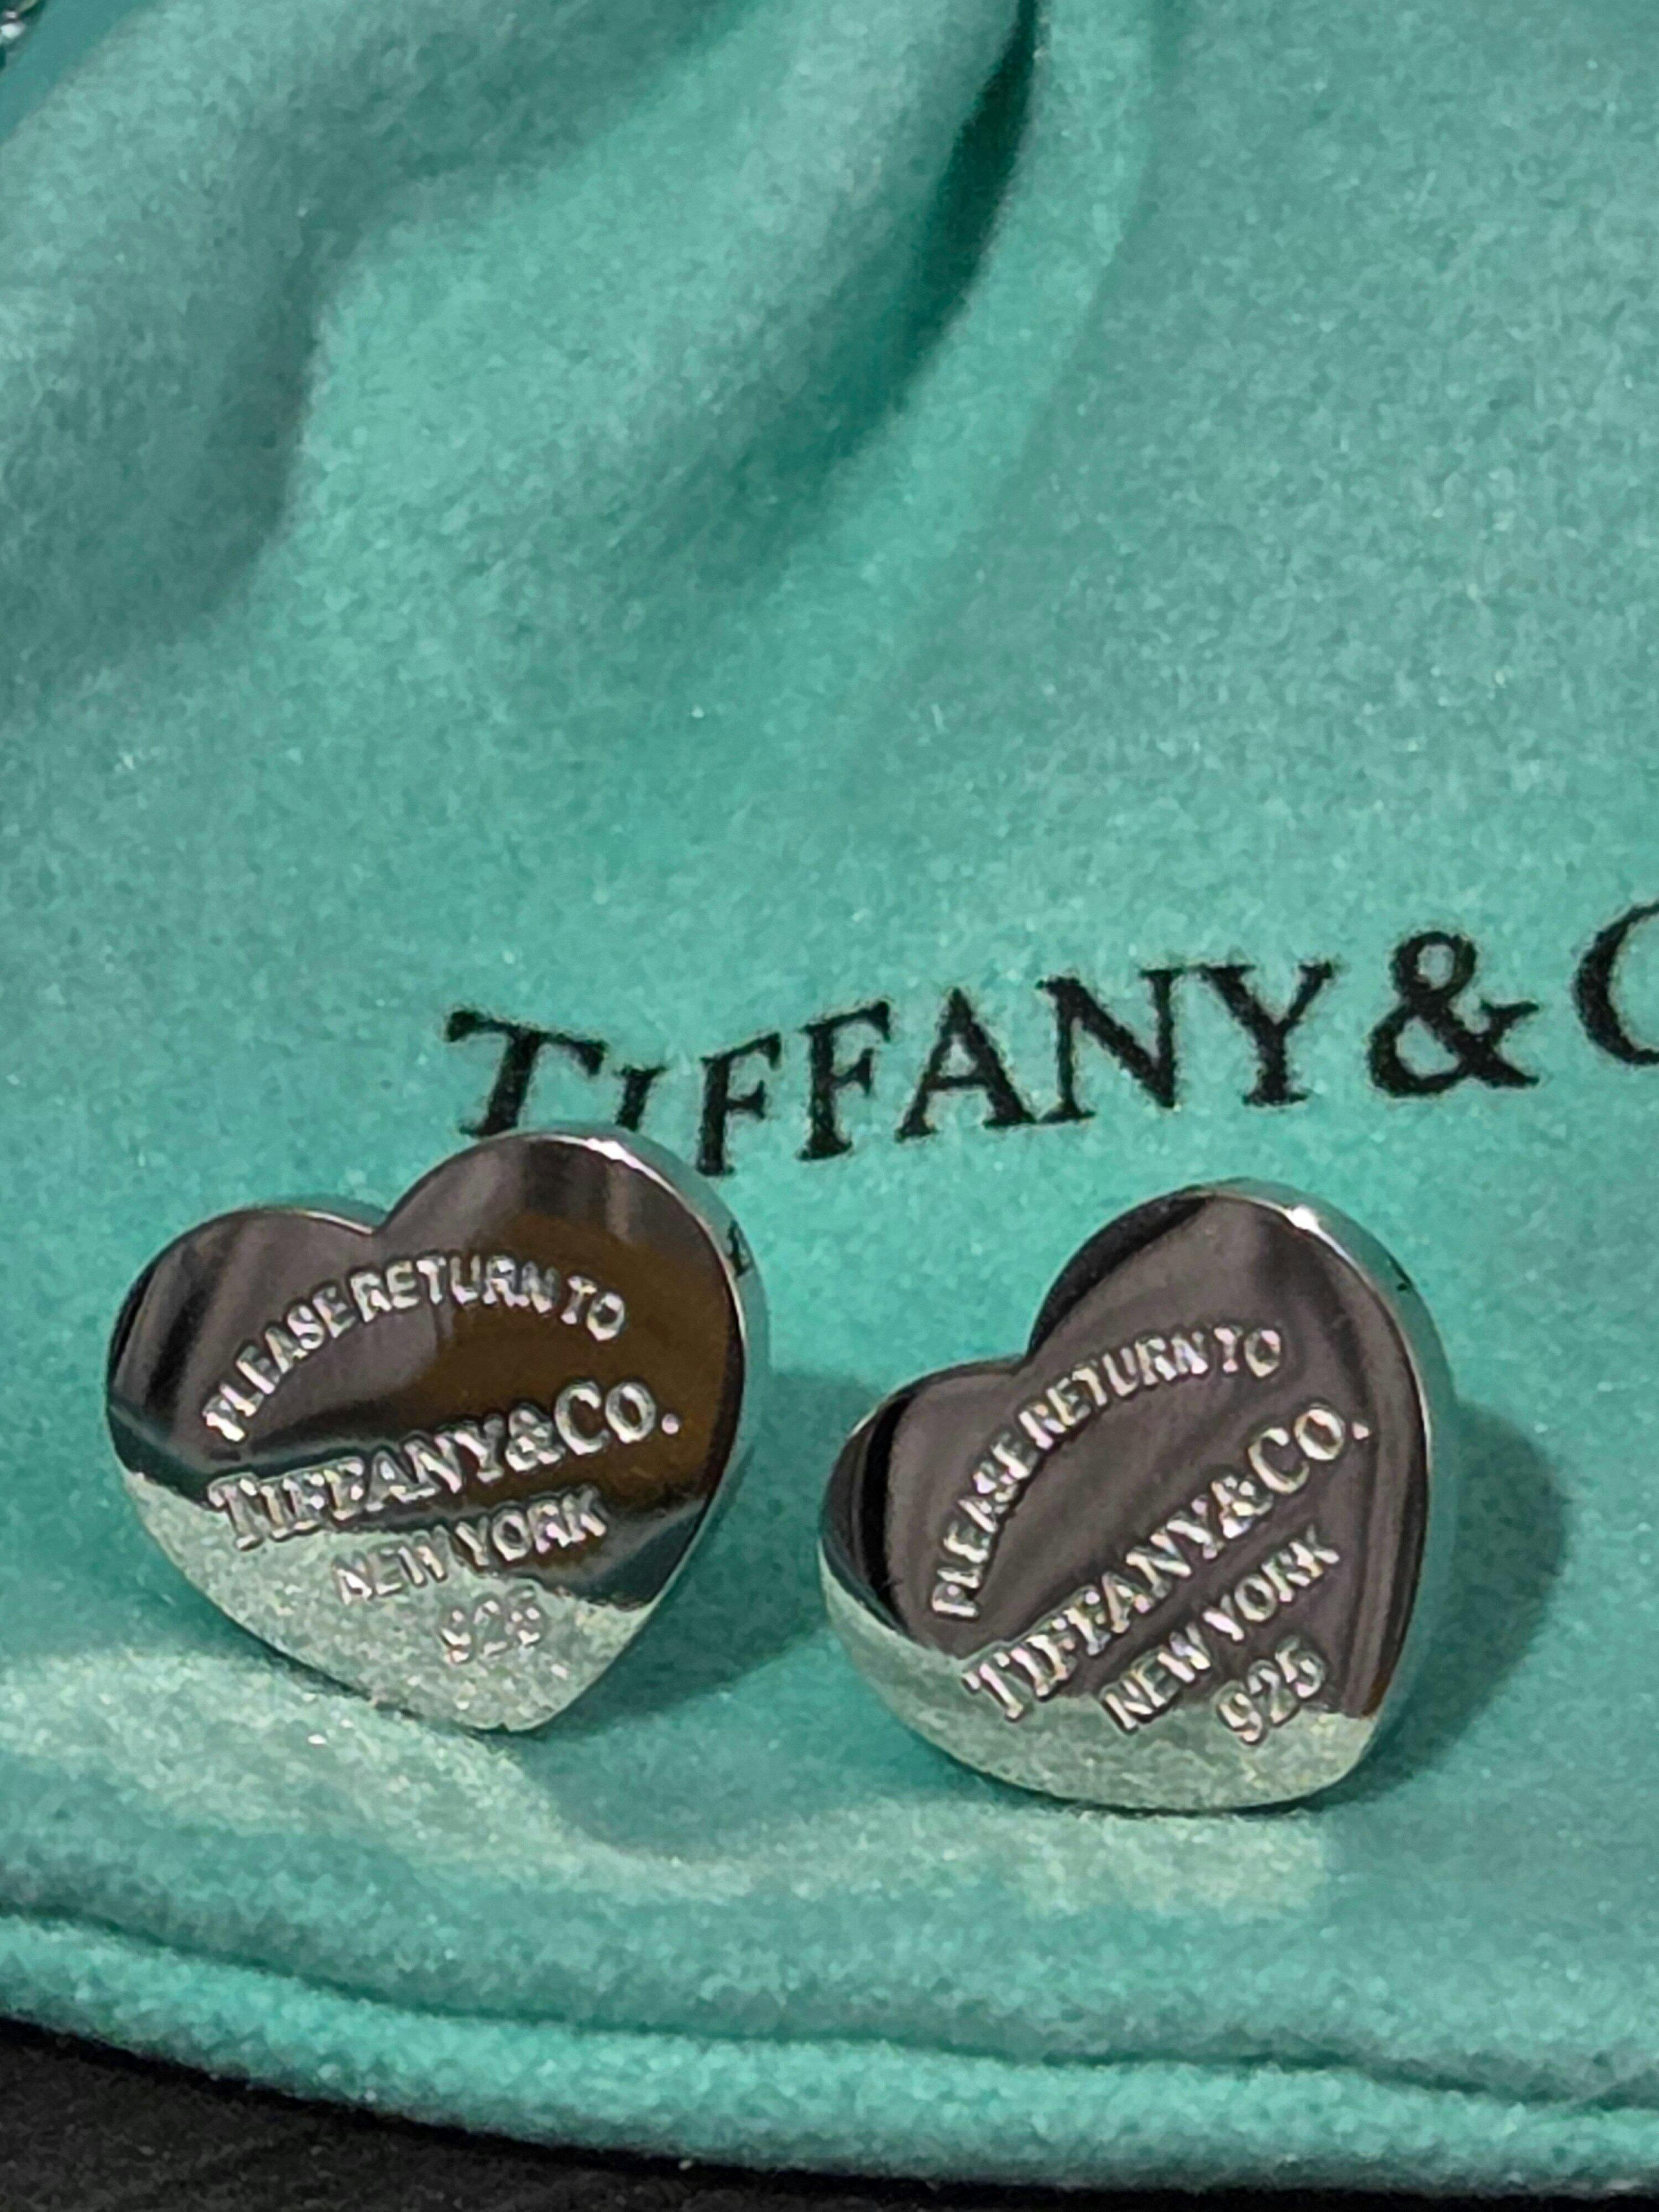 TIFFANY & C
PLEASE RETURN TO
TIFFANY & CO.
NEW YORK
925
PLEASE RETURN TO
TIFFANY & CO.
NEW YORK
925